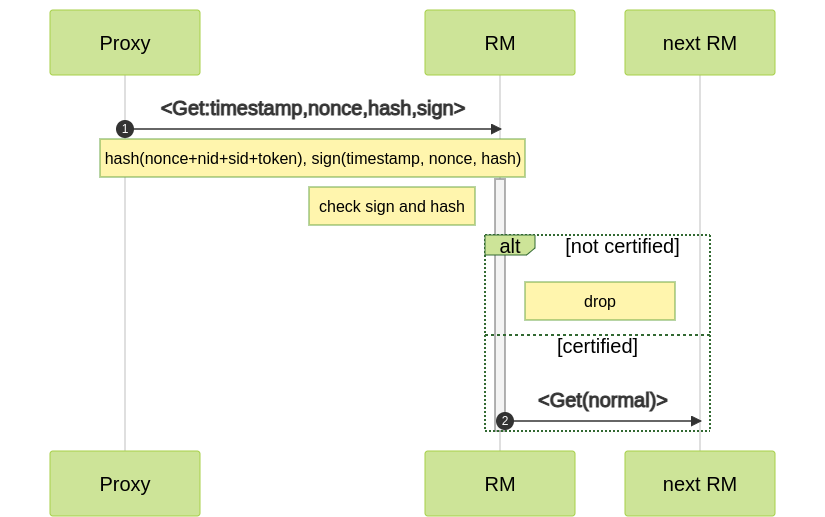 Proxy
RM
next RM
<Get:timestamp,nonce,hash,sign>
1
hash(nonce+nid+sid+token), sign(timestamp, nonce, hash)
check sign and hash
alt
[not certified]
drop
[certified]
<Get(normal)>
2
Proxy
RM
next RM